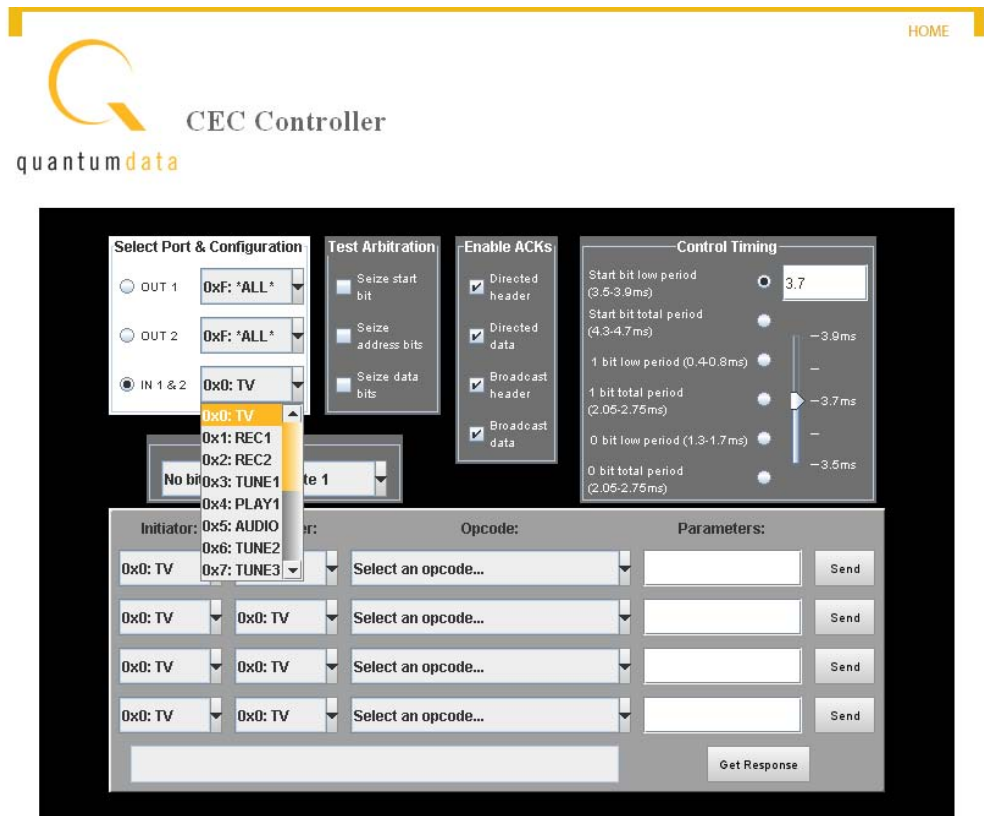 HOME
CEC Controller
quantumdata
Select Port & Configuration
OUT 1
0xF: *ALL*
OUT 2
0xF: *ALL*
IN 1 & 2
0x0: TV
0x0: TV
0x1: REC1
0x2: REC2
0x3: TUNE1
0x4: PLAY1
0x5: AUDIO
0x6: TUNE2
0x7: TUNE3
Test Arbitration
Seize start
bit
Seize
address bits
Seize data
bits
Enable ACKs
Directed
header
Directed
data
Broadcast
header
Broadcast
data
Control Timing
Start bit low period
(3.5-3.9ms)
3.7
Start bit total period
(4.3-4.7ms)
1 bit low period (0.4-0.8ms)
1 bit total period
(2.05-2.75ms)
0 bit low period (1.3-1.7ms)
0 bit total period
(2.05-2.75ms)
3.9ms
3.7ms
3.5ms
No bi
te 1
Initiator:
er:
Opcode:
Parameters:
0x0: TV
Select an opcode...
Send
0x0: TV
0x0: TV
Select an opcode...
Send
0x0: TV
0x0: TV
Select an opcode...
Send
0x0: TV
0x0: TV
Select an opcode...
Send
Get Response